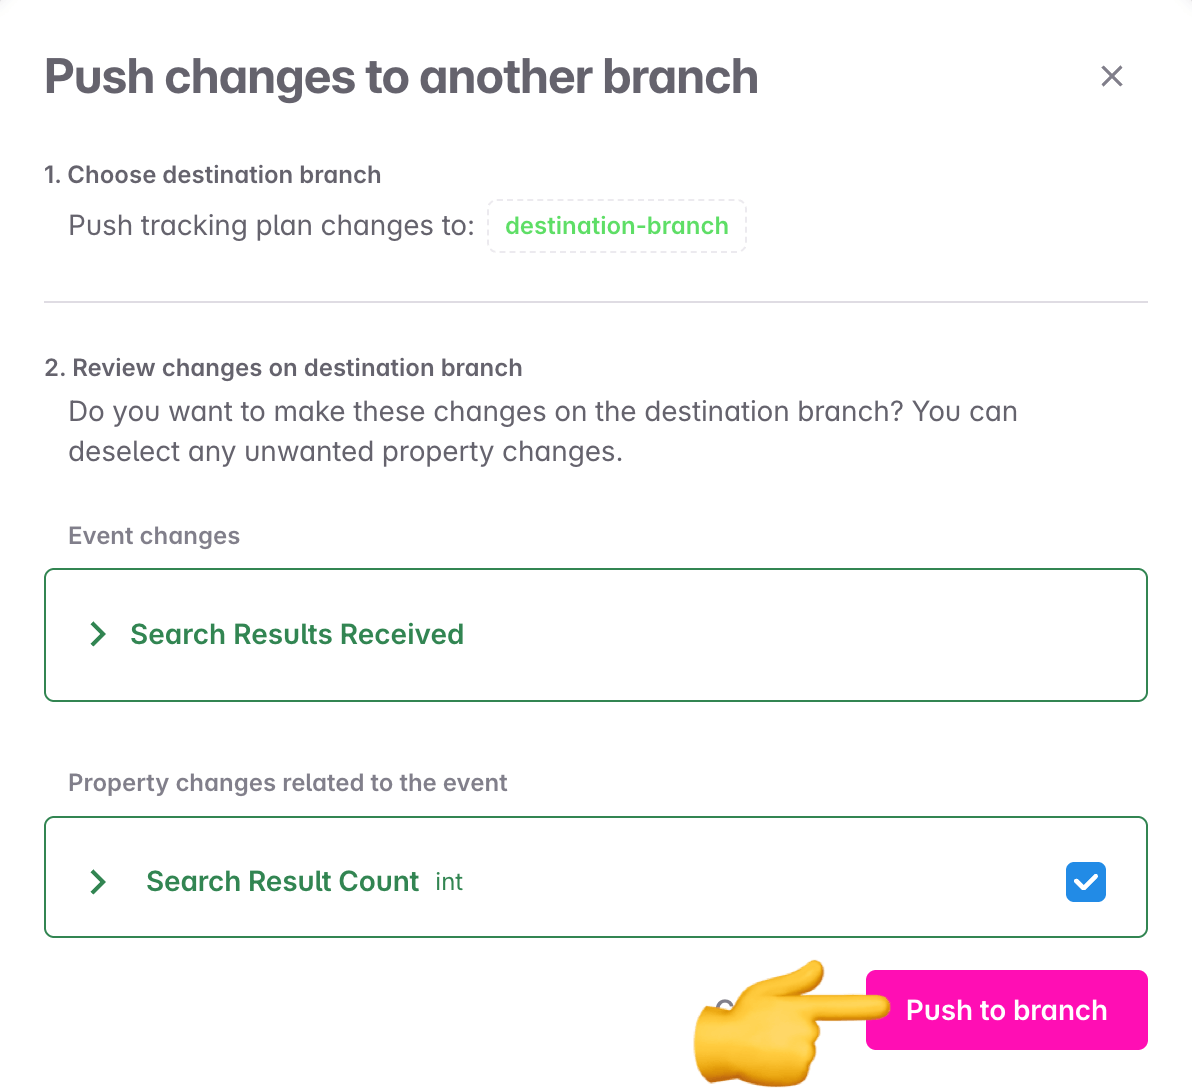 Push changes to another branch
1. Choose destination branch
Push tracking plan changes to: destination-branch
2. Review changes on destination branch
Do you want to make these changes on the destination branch? You can
deselect any unwanted property changes.
Event changes
Search Results Received
Property changes related to the event
Search Result Count int
Push to branch